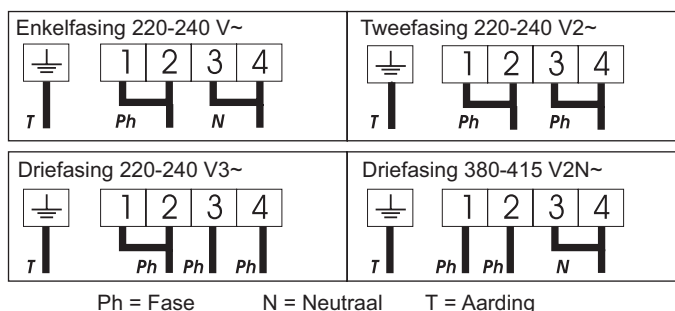 Enkelfasing 220-240 V~
1 2 3 4
T Ph N
Tweefasing 220-240 V2~
1 2 3 4
T Ph Ph
Driefasing 220-240 V3~
1 2 3 4
T Ph Ph Ph
Driefasing 380-415 V2N~
1 2 3 4
T Ph Ph N
Ph = Fase N = Neutraal T = Aarding